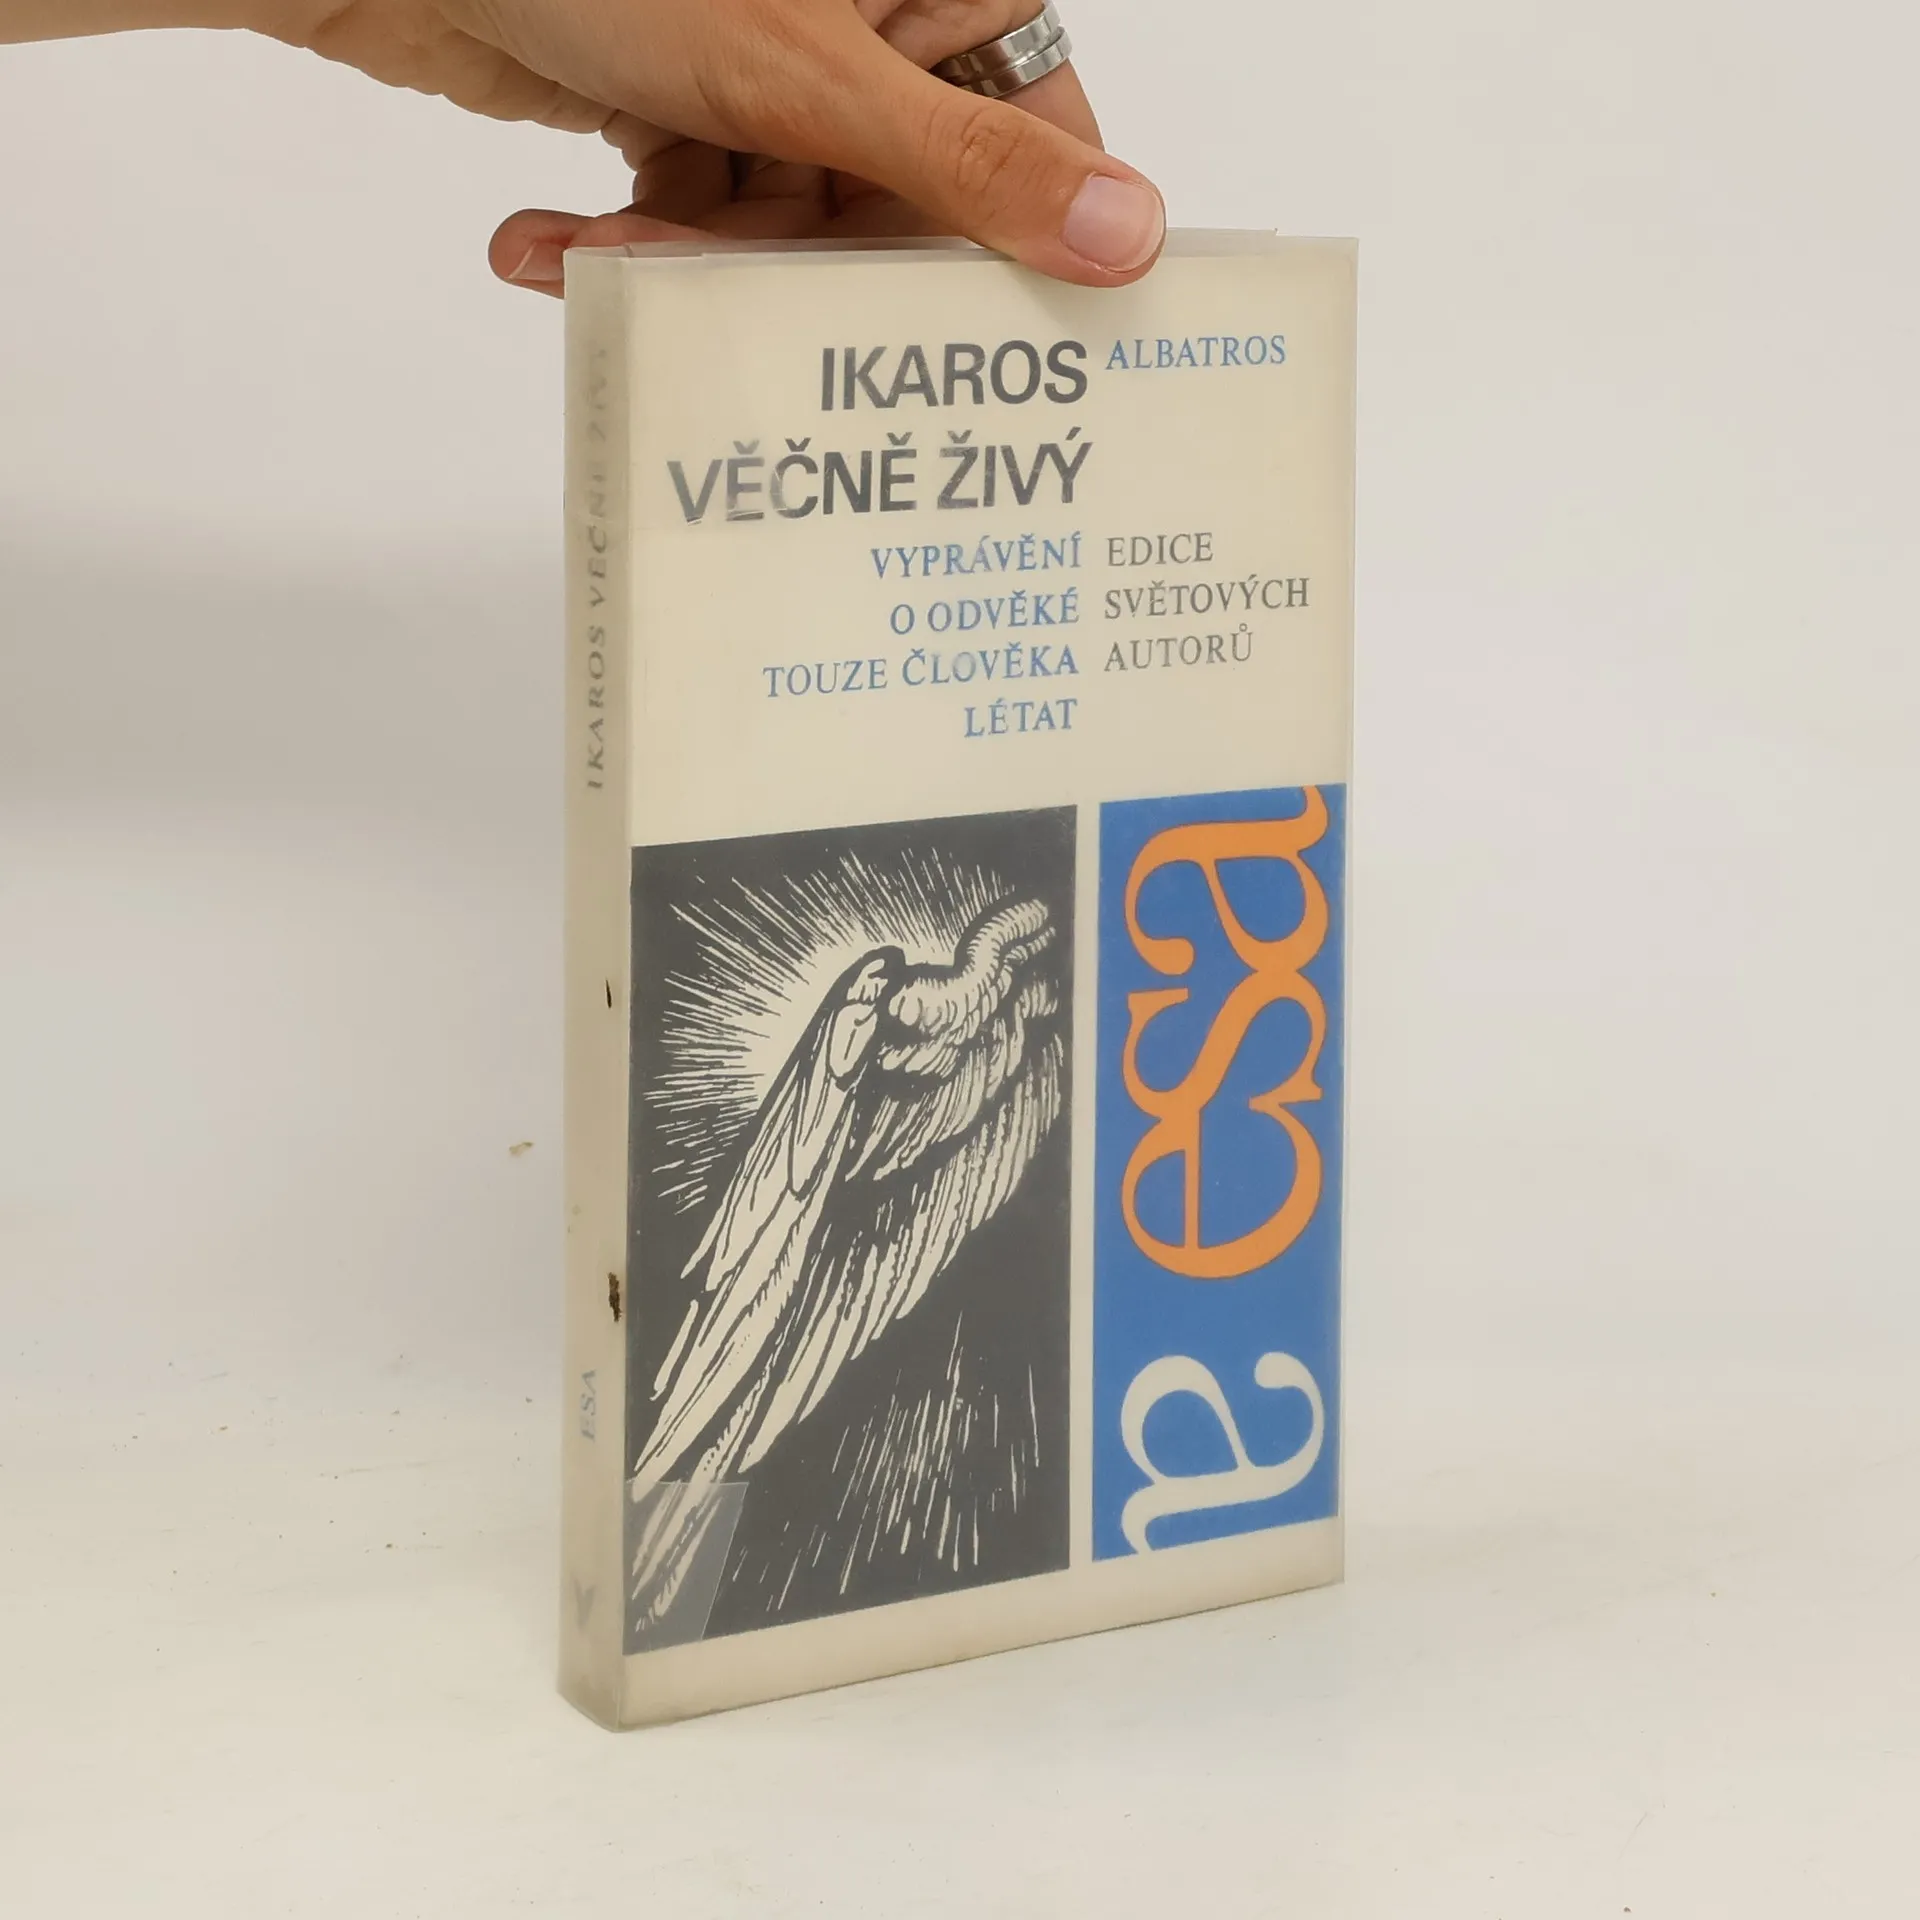 IKAROS
VĚČNĚ ŽIVÝ
VYPRÁVĚNÍ
O ODVĚKÉ
TOUZE ČLOVĚKA
LÉTAT
ALBATROS
EDICE
SVĚTOVÝCH
AUTORŮ
esa
IKAROS VĚČNĚ ŽIVÝ
ESA